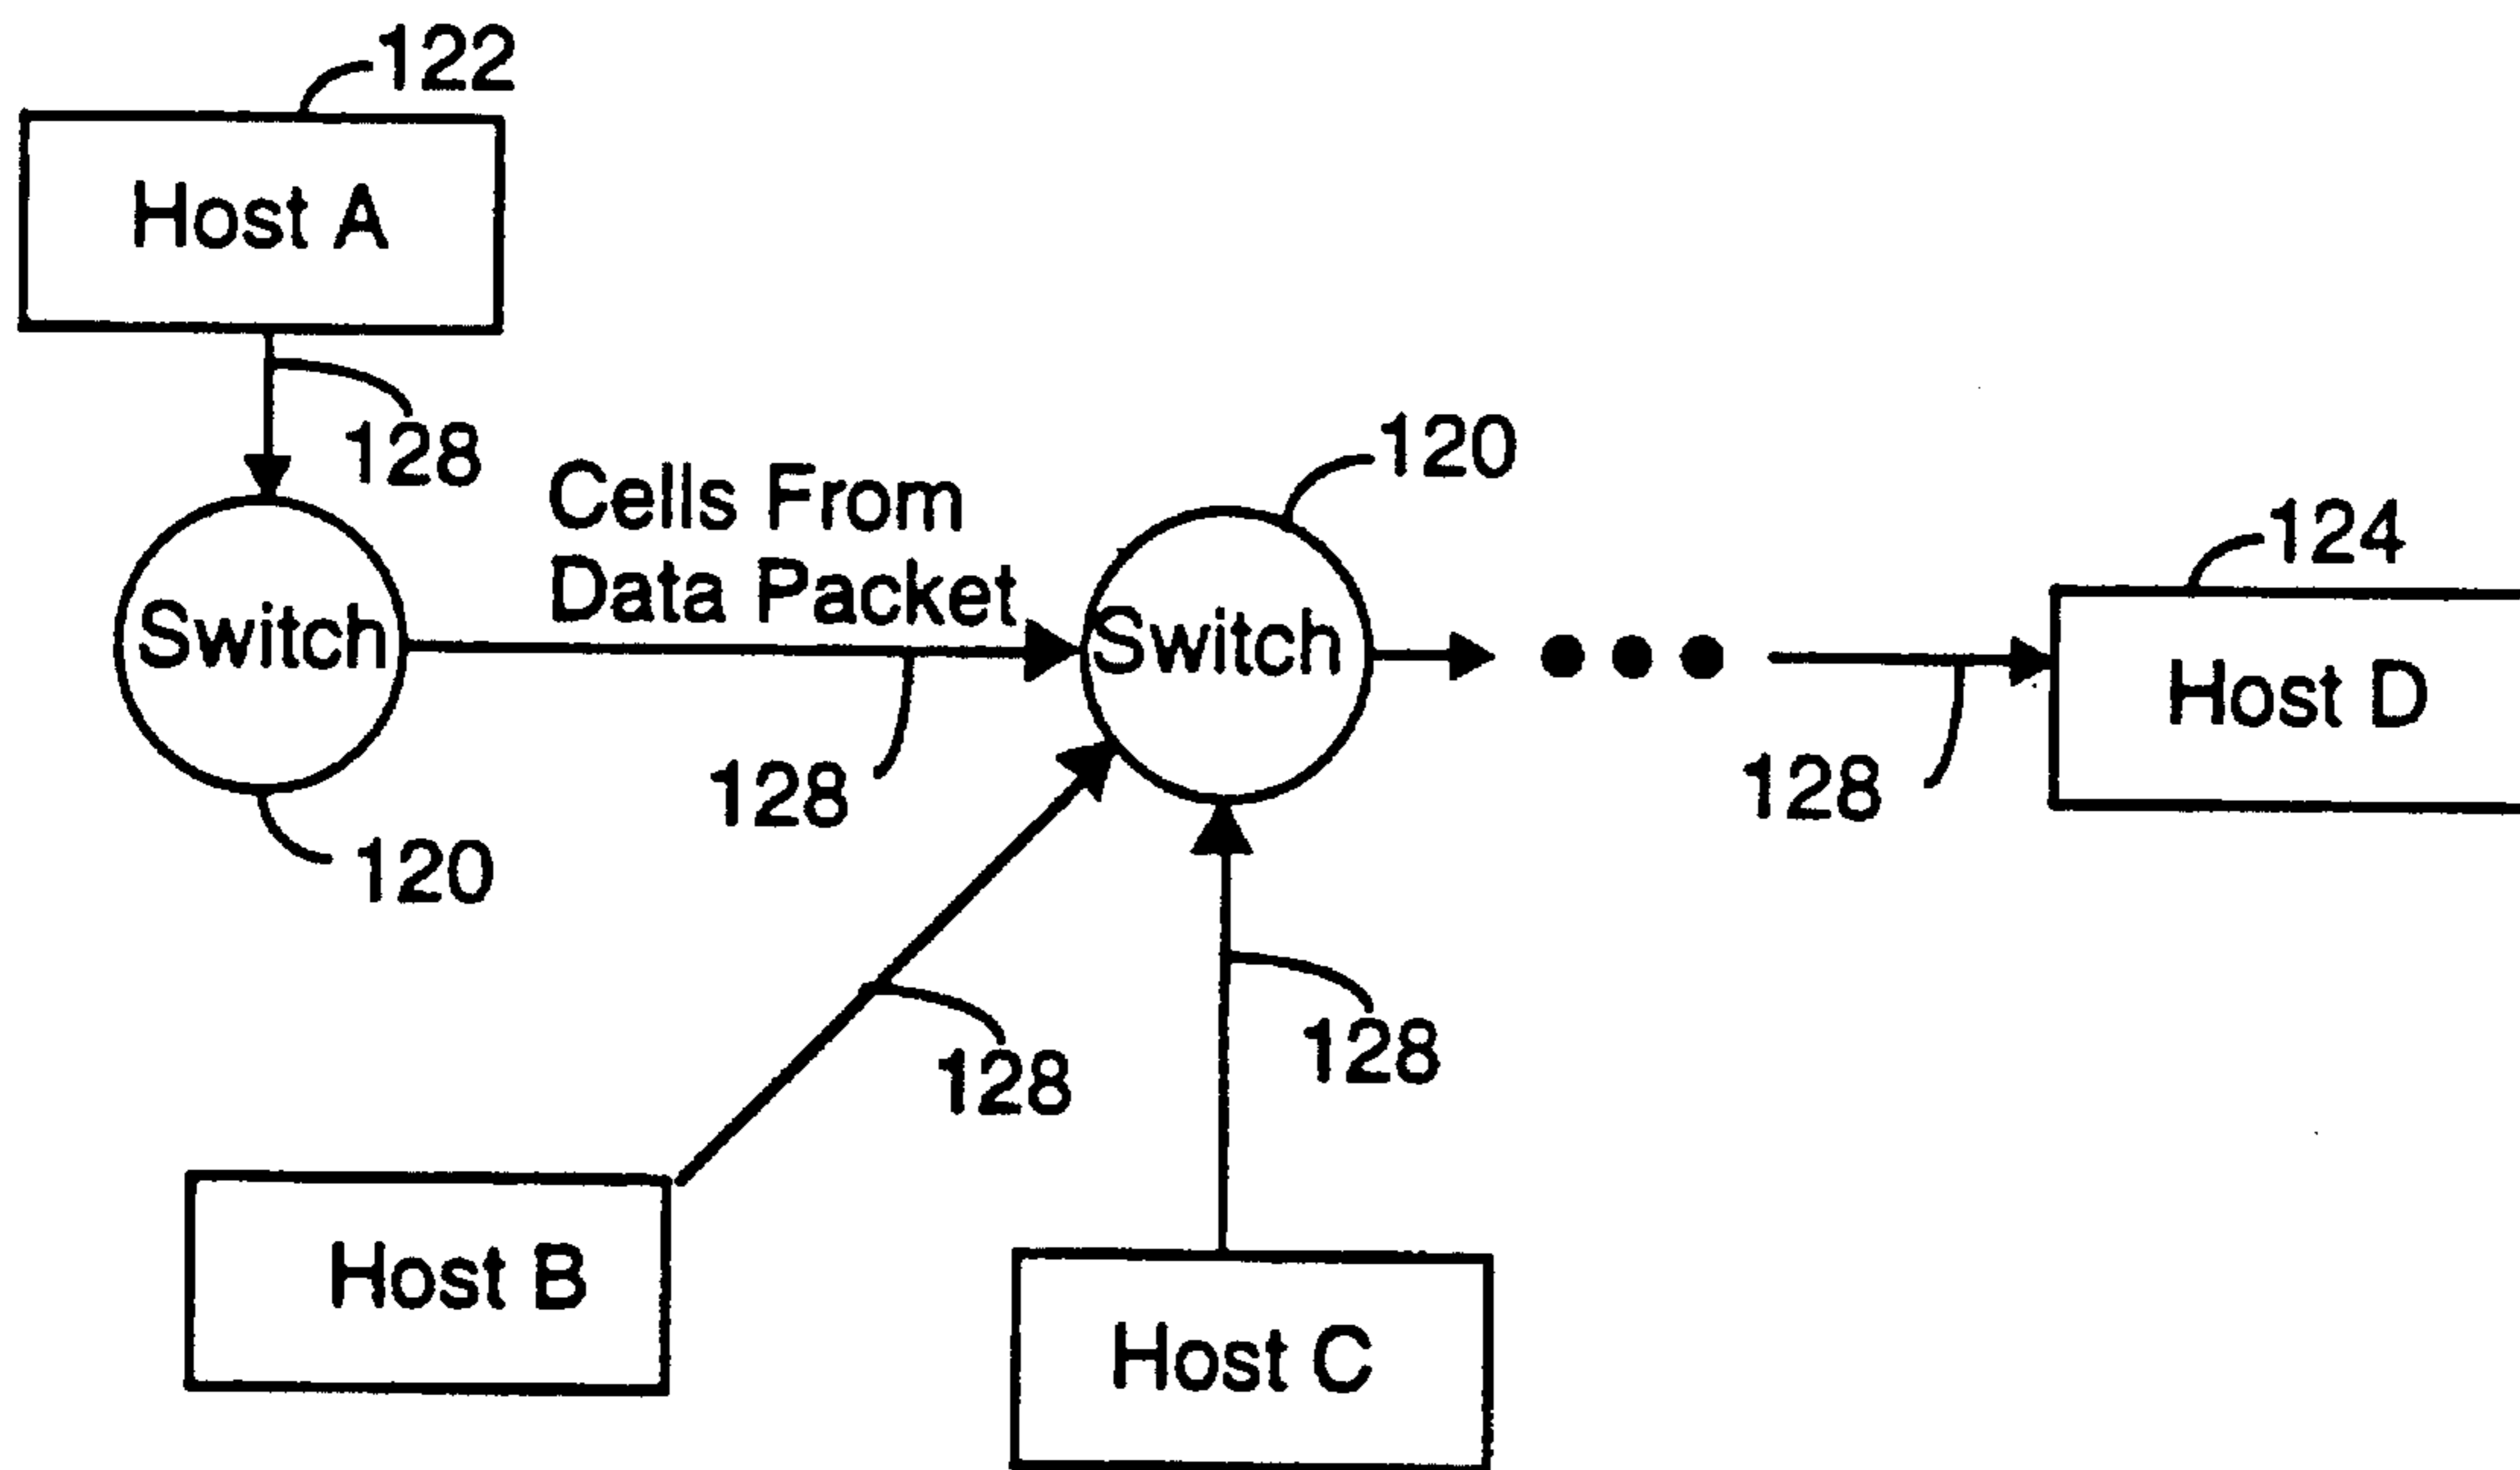 122
Host A
128
Cells From
Data Packet
120
124
Switch
Switch
Host D
128
128
120
128
128
Host B
Host C